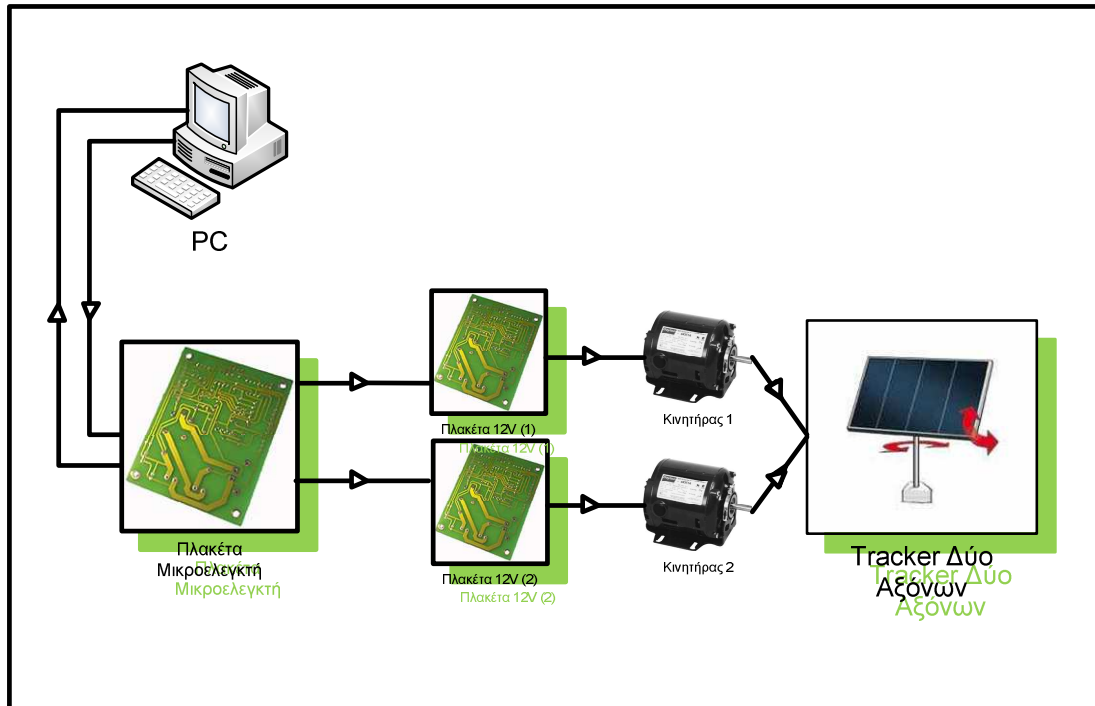 PC
Πλακέτα 12V (1)
Πλακέτα 12V (1)
Κινητήρας 1
Πλακέτα
Μικροελεγκτή
Πλακέτα
Μικροελεγκτή
Πλακέτα 12V (2)
Πλακέτα 12V (2)
Κινητήρας 2
Tracker Δύο
Αξόνων
Tracker Δύο
Αξόνων